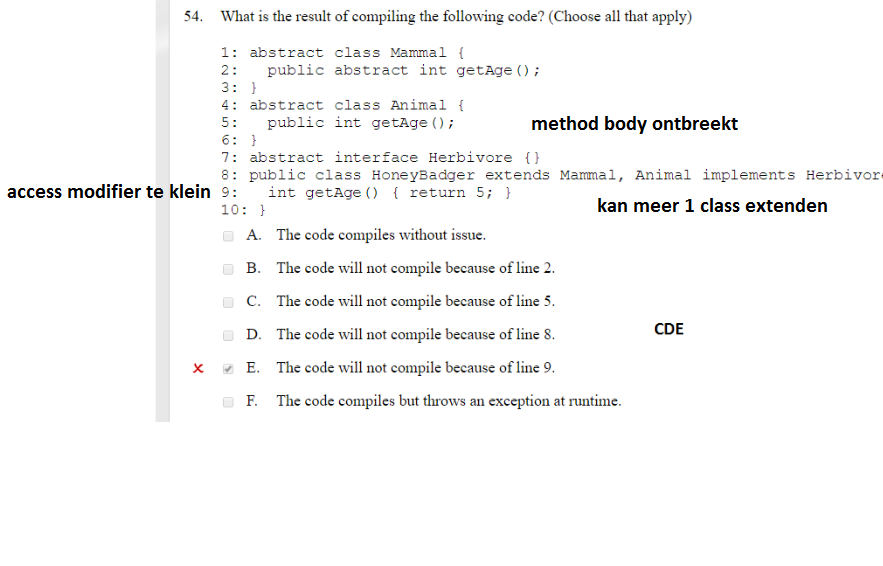 54. What is the result of compiling the following code? (Choose all that apply)
1: abstract class Mammal {
2: public abstract int getAge();
3: }
4: abstract class Animal {
5: public int getAge();
method body ontbreekt
6: }
7: abstract interface Herbivore {}
8: public class HoneyBadger extends Mammal, Animal implements Herbivore
access modifier te klein
9: int getAge() { return 5; }
kan meer 1 class extenden
10: }
A. The code compiles without issue.
B. The code will not compile because of line 2.
C. The code will not compile because of line 5.
D. The code will not compile because of line 8.
CDE
E. The code will not compile because of line 9.
F. The code compiles but throws an exception at runtime.